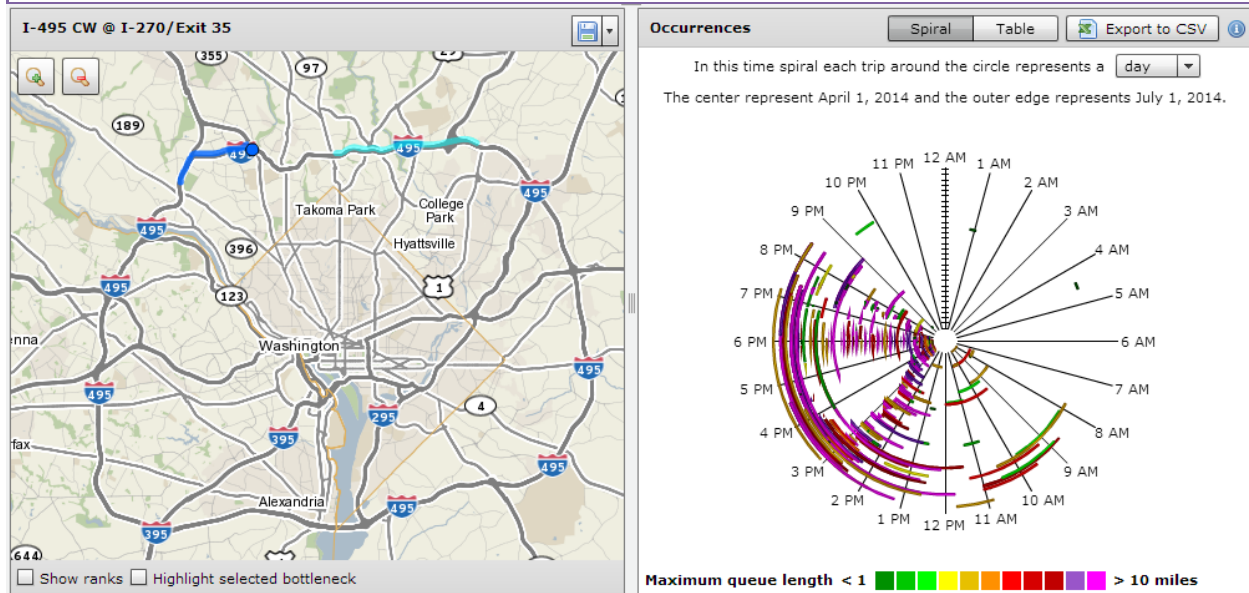 I-495 CW @ I-270/Exit 35
355
97
29
189
495
495
495
Takoma Park
College
Park
495
396
Hyattsville
495
123
1
Washington
495
495
4
295
395
495
Alexandria
495
395
644
Show ranks
Highlight selected bottleneck
Occurrences
Spiral
Table
Export to CSV
In this time spiral each trip around the circle represents a day
The center represent April 1, 2014 and the outer edge represents July 1, 2014.
12 AM
1 AM
2 AM
3 AM
4 AM
5 AM
6 AM
7 AM
8 AM
9 AM
10 AM
11 AM
12 PM
1 PM
2 PM
3 PM
4 PM
5 PM
6 PM
7 PM
8 PM
9 PM
10 PM
11 PM
Maximum queue length < 1 > 10 miles